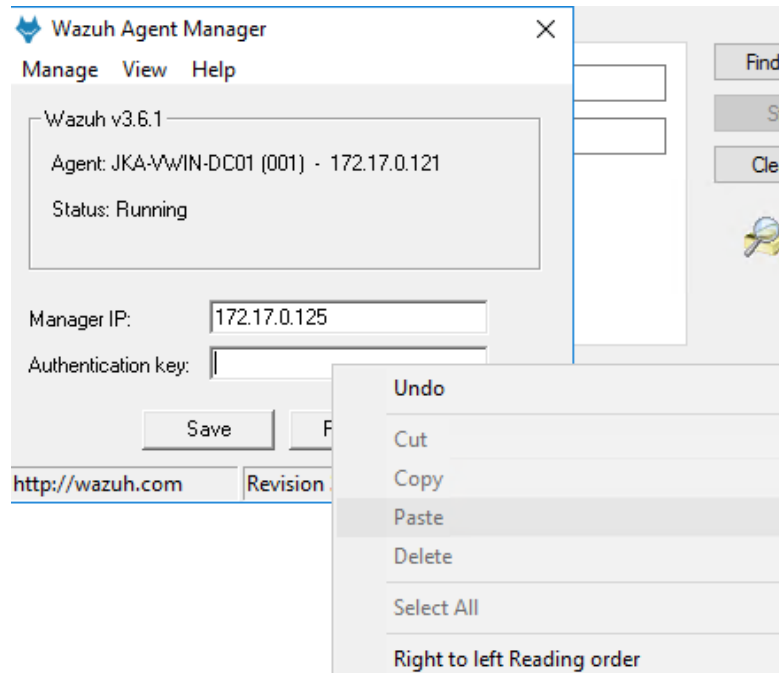 Wazuh Agent Manager
Manage View Help
Wazuh v3.6.1
Agent: JKA-VWIN-DC01 (001) - 172.17.0.121
Status: Running
Manager IP: 172.17.0.125
Authentication key:
Save
http://wazuh.com Revision
Undo
Cut
Copy
Paste
Delete
Select All
Right to left Reading order
Find